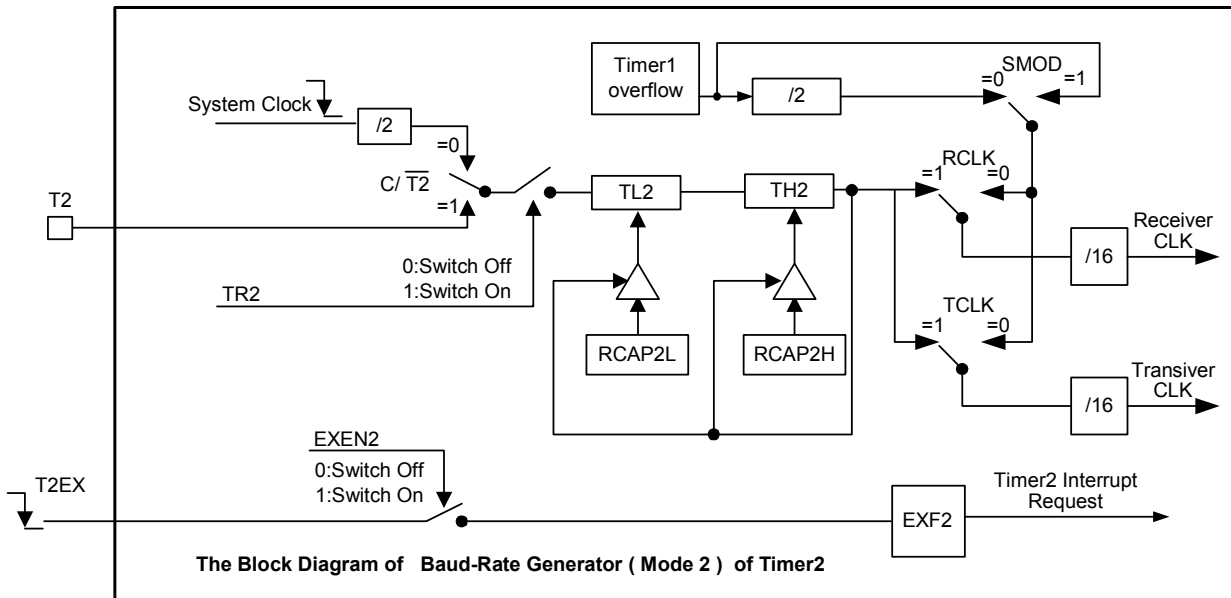 Timer1
overflow
/2
SMOD
=0
=1
System Clock
/2
=0
C/ T2
=1
T2
TL2
TH2
RCLK
=1
=0
Receiver
CLK
/16
0:Switch Off
1:Switch On
TR2
RCAP2L
RCAP2H
TCLK
=1
=0
Transiver
CLK
/16
EXEN2
0:Switch Off
1:Switch On
T2EX
EXF2
Timer2 Interrupt
Request
The Block Diagram of Baud-Rate Generator ( Mode 2 ) of Timer2